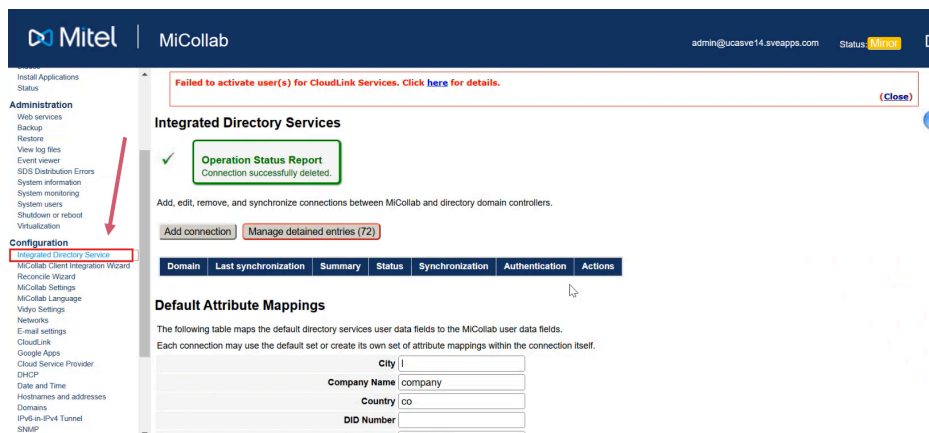 Mitel | MiCollab
admin@ucasve14.sveapps.com Status: Minor
Install Applications
Status
Administration
Web services
Backup
Restore
View log files
Event viewer
SDS Distribution Errors
System information
System monitoring
System users
Shutdown or reboot
Virtualization
Configuration
Integrated Directory Service
MiCollab Client Integration Wizard
Reconcile Wizard
MiCollab Settings
MiCollab Language
Vidyo Settings
Networks
E-mail settings
CloudLink
Google Apps
Cloud Service Provider
DHCP
Date and Time
Hostnames and addresses
Domains
IPv6-in-IPv4 Tunnel
SNMP
Failed to activate user(s) for CloudLink Services. Click here for details.
(Close)
Integrated Directory Services
Operation Status Report
Connection successfully deleted.
Add, edit, remove, and synchronize connections between MiCollab and directory domain controllers.
Add connection Manage detained entries (72)
Domain Last synchronization Summary Status Synchronization Authentication Actions
Default Attribute Mappings
The following table maps the default directory services user data fields to the MiCollab user data fields.
Each connection may use the default set or create its own set of attribute mappings within the connection itself.
City l
Company Name company
Country co
DID Number